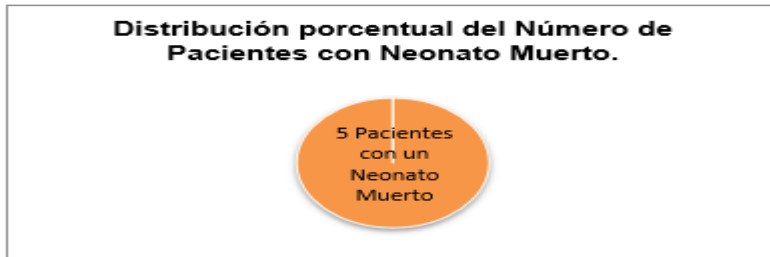 Distribución porcentual del Número de
Pacientes con Neonato Muerto.
5 Pacientes
con un
Neonato
Muerto